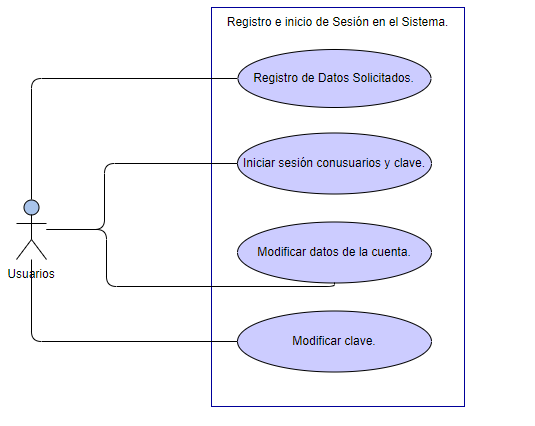 Registro e inicio de Sesión en el Sistema.
Registro de Datos Solicitados.
Iniciar sesión conusuarios y clave.
Modificar datos de la cuenta.
Usuarios
Modificar clave.